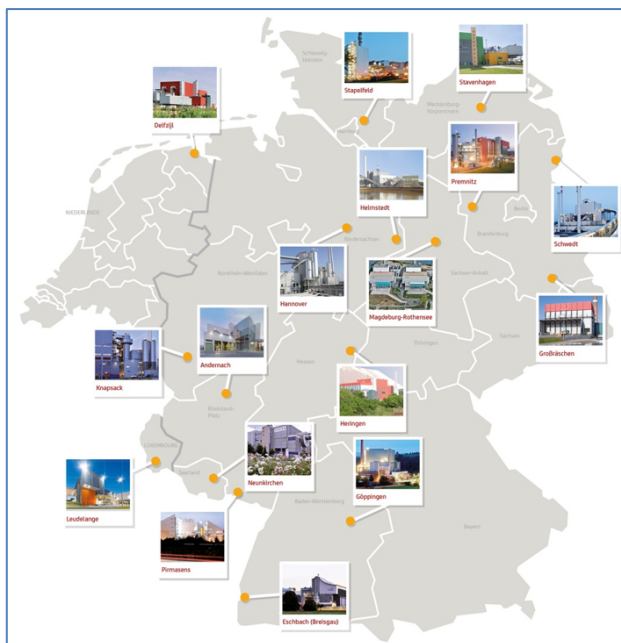 Schleswig-
Holstein
Stapelfeld
Stavenhagen
Mecklenburg-
Vorpommern
Delfzijl
Hamburg
Premnitz
Helmstedt
NIEDERLANDE
Berlin
Schwedt
Niedersachsen
Brandenburg
Nordrhein-Westfalen
Sachsen-Anhalt
Hannover
Magdeburg-Rothensee
Großräschen
Sachsen
Thüringen
Hessen
Knapsack
Andernach
Heringen
Rheinland-
Pfalz
LUXEMBOURG
Saarland
Neunkirchen
Göppingen
Baden-Württemberg
Leudelange
Bayern
Pirmasens
Eschbach (Breisgau)